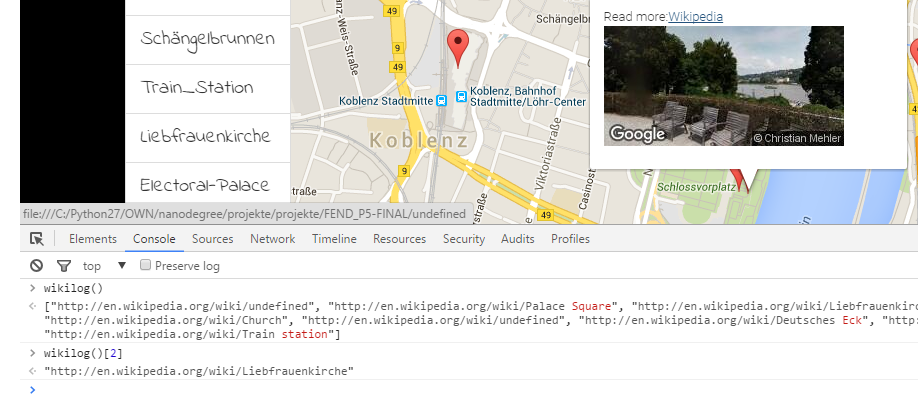 Schängelbrunnen
Train_Station
Liebfrauenkirche
Electoral-Palace
anz-Weis-Straße
9
49
49
9
49
Koblenz Stadtmitte
Koblenz, Bahnhof
Stadtmitte/Löhr-Center
Koblenz
Viktoriastraße
Casinostr
Schängelbru
Schlossvorplatz
Read more:Wikipedia
Google
© Christian Mehler
file:///C:/Python27/OWN/nanodegree/projekte/projekte/FEND_P5-FINAL/undefined
Elements Console Sources Network Timeline Resources Security Audits Profiles
top ▼ Preserve log
> wikilog()
["http://en.wikipedia.org/wiki/undefined", "http://en.wikipedia.org/wiki/Palace Square", "http://en.wikipedia.org/wiki/Liebfrauenkirc
"http://en.wikipedia.org/wiki/Church", "http://en.wikipedia.org/wiki/undefined", "http://en.wikipedia.org/wiki/Deutsches Eck", "http:/
"http://en.wikipedia.org/wiki/Train station"]
> wikilog()[2]
"http://en.wikipedia.org/wiki/Liebfrauenkirche"
>